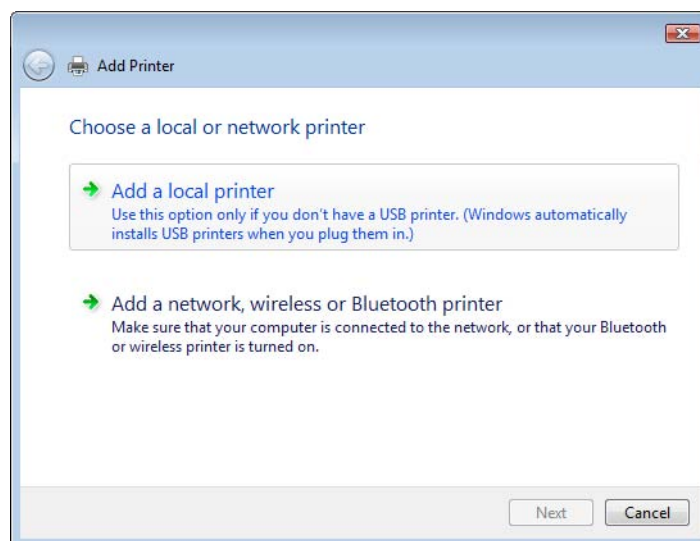 Add Printer
Choose a local or network printer
Add a local printer
Use this option only if you don't have a USB printer. (Windows automatically
installs USB printers when you plug them in.)
Add a network, wireless or Bluetooth printer
Make sure that your computer is connected to the network, or that your Bluetooth
or wireless printer is turned on.
Next Cancel